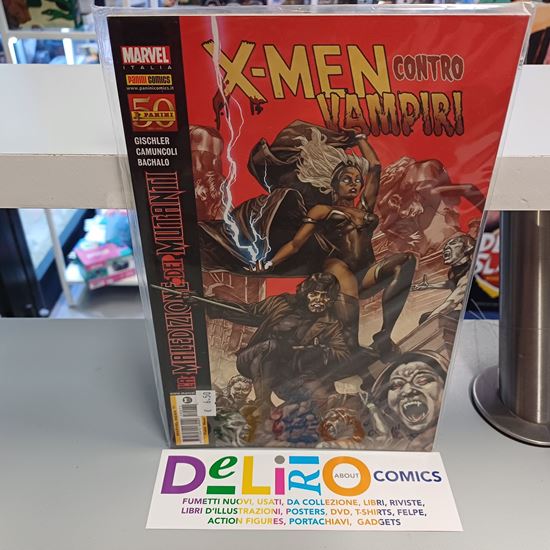 MARVEL
ITALIA
PANINI COMICS
www.paninicomics.it
50
PANINI
GISCHLER
CAMUNCOLI
BACHALO
X-MEN CONTRO
VAMPIRI
LA MALEDIZIONE DEI MUTANTI
€ 6,50
DeLiRiO ABOUT COMICS
FUMETTI NUOVI, USATI, DA COLLEZIONE, LIBRI, RIVISTE,
LIBRI D'ILLUSTRAZIONI, POSTERS, DVD, T-SHIRTS, FELPE,
ACTION FIGURES, PORTACHIAVI, GADGETS